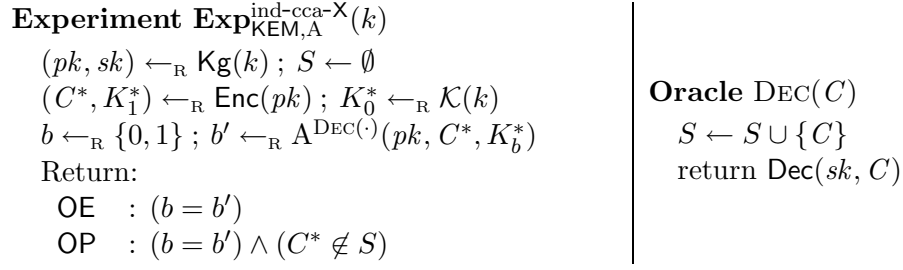 Experiment Exp^{ind-cca-X}_{KEM,A}(k)
(pk, sk) ←_R Kg(k) ; S ← ∅
(C*, K*_1) ←_R Enc(pk) ; K*_0 ←_R 𝒦(k)
b ←_R {0, 1} ; b′ ←_R A^{DEC(·)}(pk, C*, K*_b)
Return:
OE : (b = b′)
OP : (b = b′) ∧ (C* ∉ S)
Oracle DEC(C)
S ← S ∪ {C}
return Dec(sk, C)